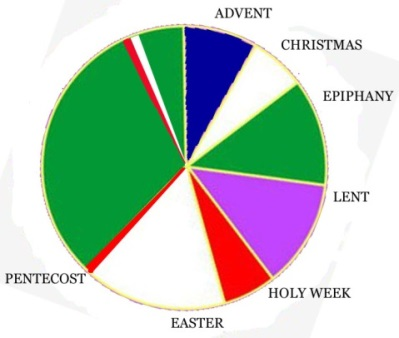 ADVENT
CHRISTMAS
EPIPHANY
LENT
HOLY WEEK
EASTER
PENTECOST